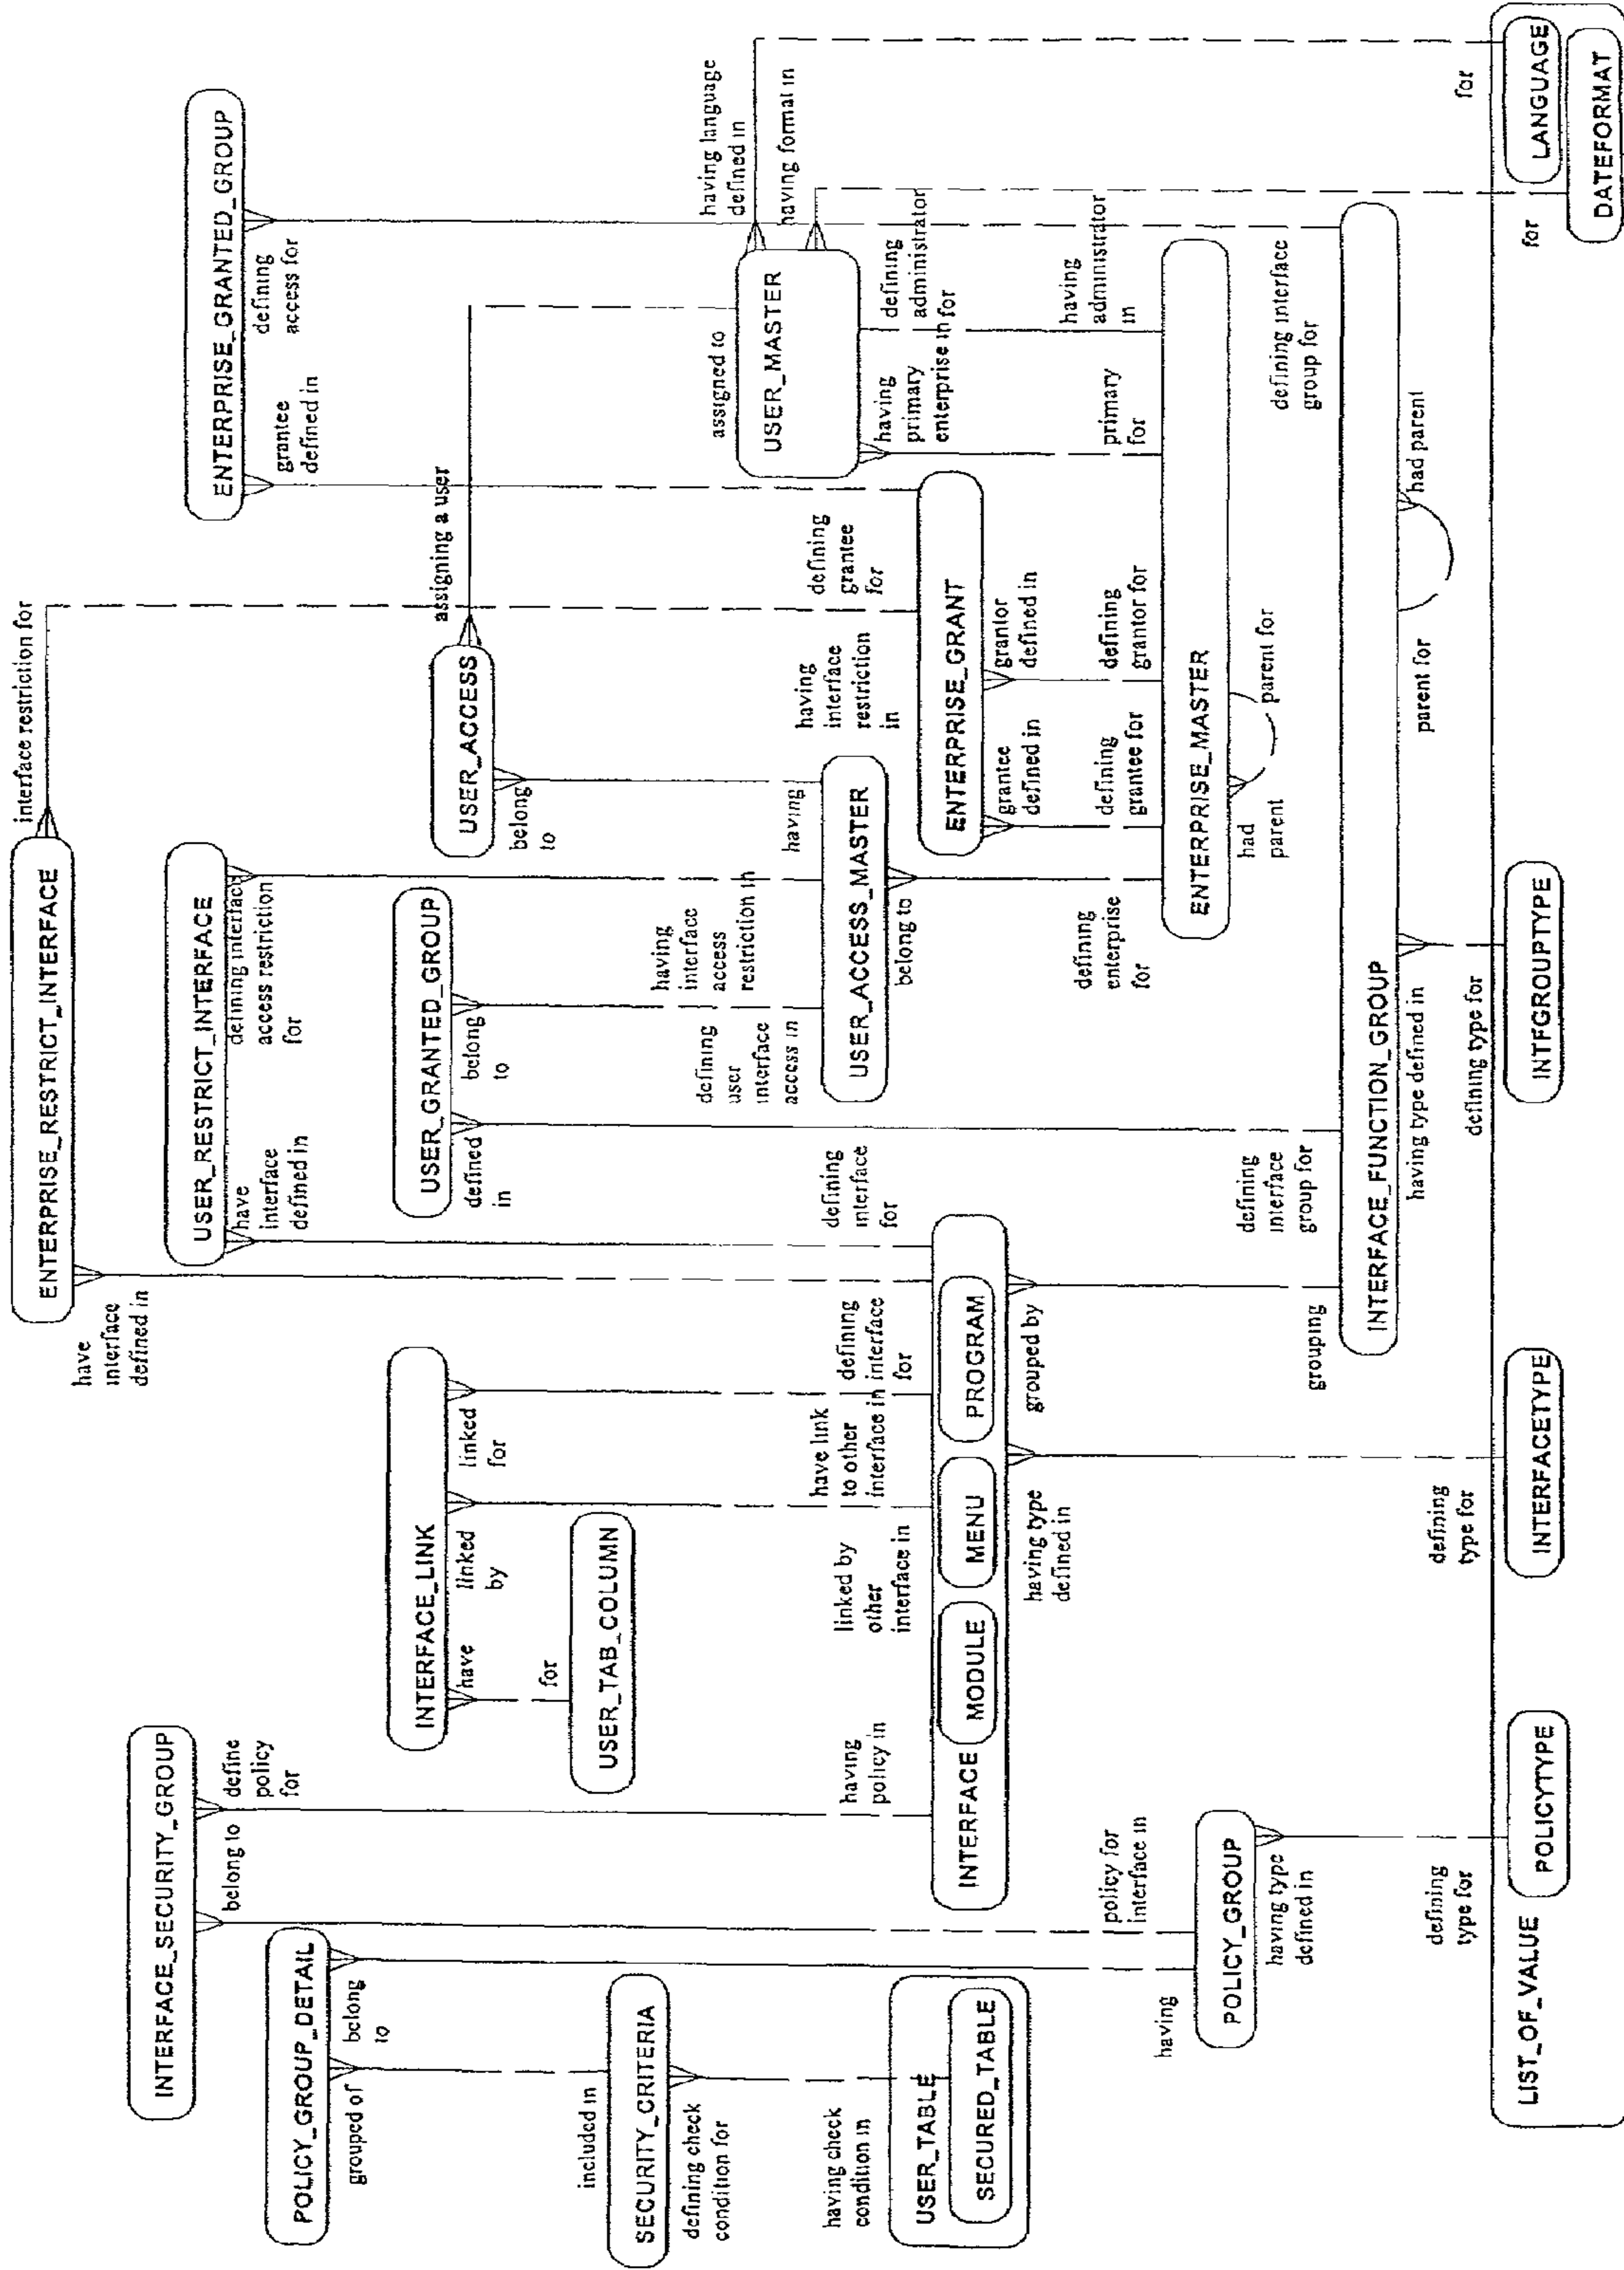 INTERFACE_SECURITY_GROUP
belong to
define
policy
for
POLICY_GROUP_DETAIL
grouped of
belong
to
included in
SECURITY_CRITERIA
defining check
condition for
having check
condition in
USER_TABLE
SECURED_TABLE
having
policy for
interface in
POLICY_GROUP
having type
defined in
defining
type for
LIST_OF_VALUE
POLICYTYPE
INTERFACE_LINK
have
linked
by
linked
for
for
USER_TAB_COLUMN
having
policy in
linked by
other
interface in
have link
to other
interface in
defining
interface
for
INTERFACE
MODULE
MENU
PROGRAM
having type
defined in
grouped by
defining
type for
INTERFACETYPE
ENTERPRISE_RESTRICT_INTERFACE
interface restriction for
have
interface
defined in
USER_RESTRICT_INTERFACE
have
interface
defined in
defining interface
access restriction
for
USER_GRANTED_GROUP
defined
in
belong
to
defining
interface
for
defining
user
interface
access in
having
interface
access
restriction in
having
USER_ACCESS_MASTER
belong to
USER_ACCESS
belong
to
assigning a user
having
interface
restriction
in
defining
grantee
for
ENTERPRISE_GRANT
grantee
defined in
grantor
defined in
defining
enterprise
for
defining
grantee for
defining
grantor for
ENTERPRISE_MASTER
had
parent
parent for
ENTERPRISE_GRANTED_GROUP
grantee
defined in
defining
access for
assigned to
USER_MASTER
having language
defined in
having format in
having
primary
enterprise in
defining
administrator
for
primary
for
having
administrator
in
grouping
defining
interface
group for
defining interface
group for
INTERFACE_FUNCTION_GROUP
having type defined in
parent for
had parent
defining type for
INTFGROUPTYPE
for
for
LANGUAGE
DATEFORMAT